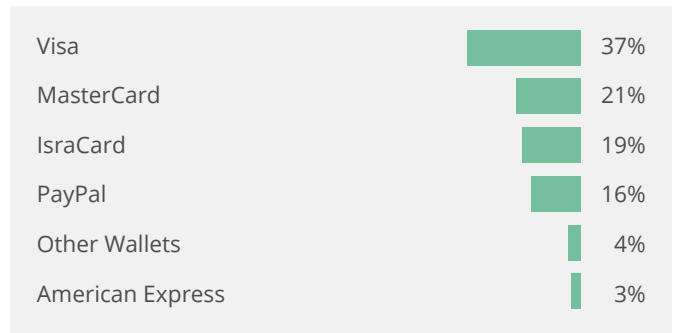 Visa 37%
MasterCard 21%
IsraCard 19%
PayPal 16%
Other Wallets 4%
American Express 3%